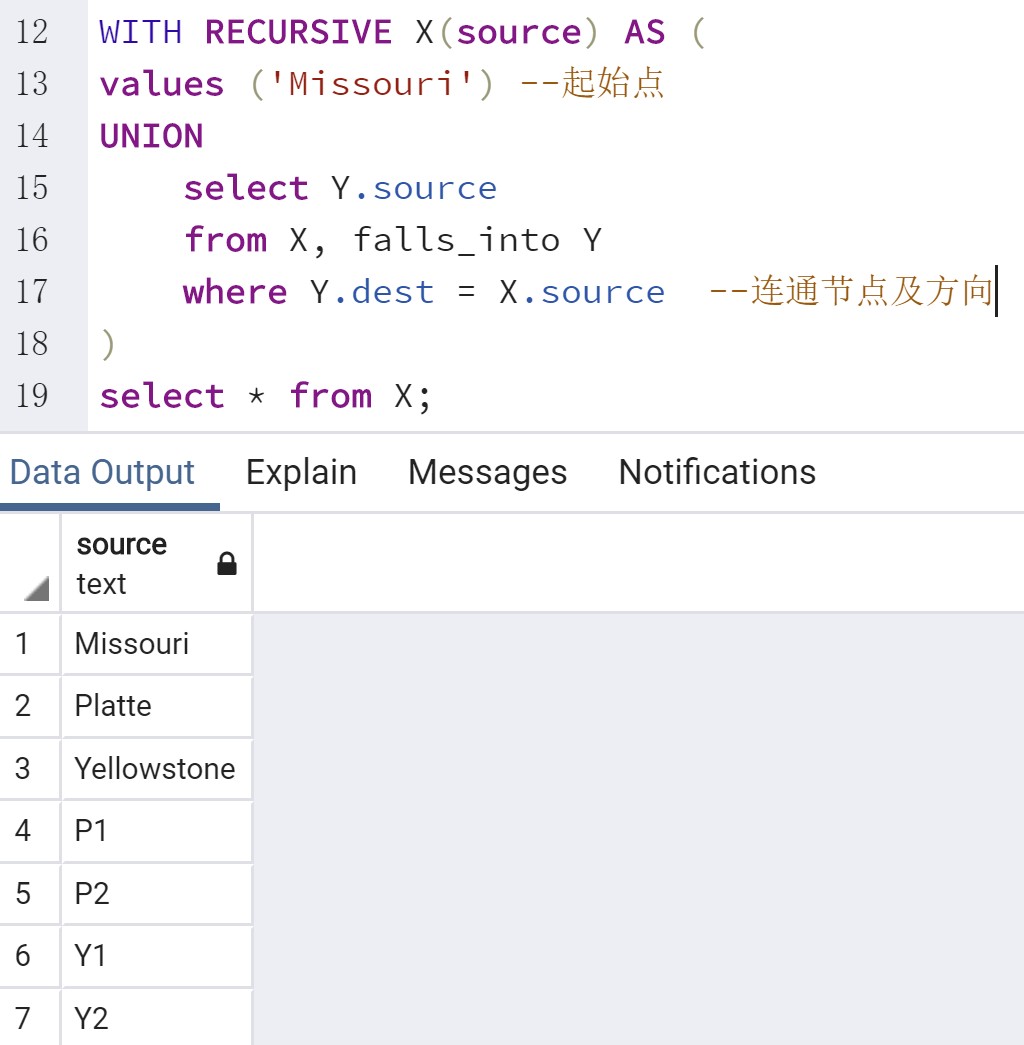 12 WITH RECURSIVE X(source) AS (
13 values ('Missouri') --起始点
14 UNION
15     select Y.source
16     from X, falls_into Y
17     where Y.dest = X.source  --连通节点及方向
18 )
19 select * from X;
Data Output Explain Messages Notifications
source
text
1 Missouri
2 Platte
3 Yellowstone
4 P1
5 P2
6 Y1
7 Y2